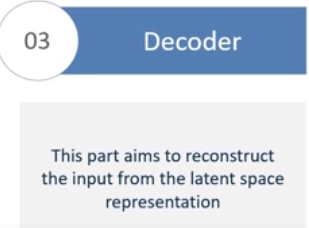 03
Decoder
This part aims to reconstruct
the input from the latent space
representation